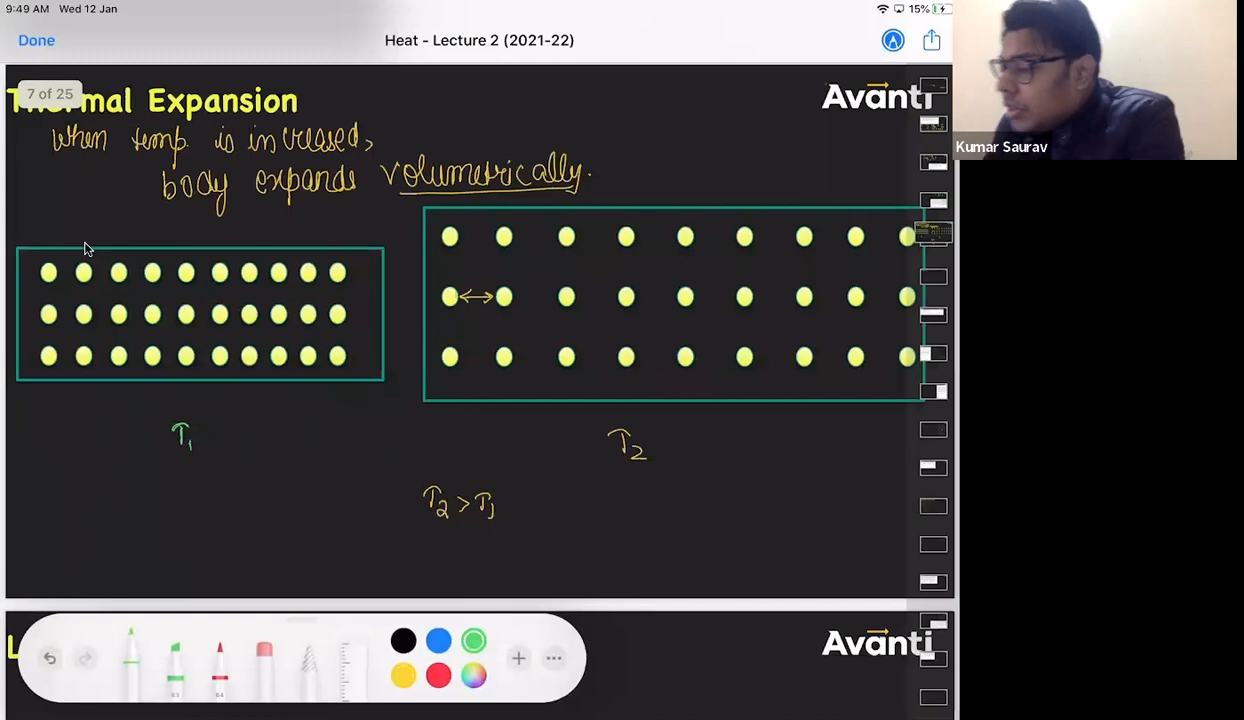 9:49 AM Wed 12 Jan
15%
Done
Heat - Lecture 2 (2021-22)
7 of 25
Thermal Expansion
Avanti
When temp. is increased,
body expands volumetrically.
Kumar Saurav
T1
T2
T2 > T1
L
Avanti